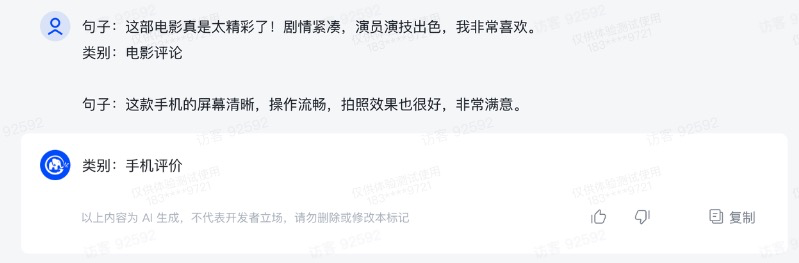 句子：这部电影真是太精彩了！剧情紧凑，演员演技出色，我非常喜欢。
类别：电影评论
句子：这款手机的屏幕清晰，操作流畅，拍照效果也很好，非常满意。
类别：手机评价
以上内容为 AI 生成，不代表开发者立场，请勿删除或修改本标记
复制
访客 92592
仅供体验测试使用
183****9721